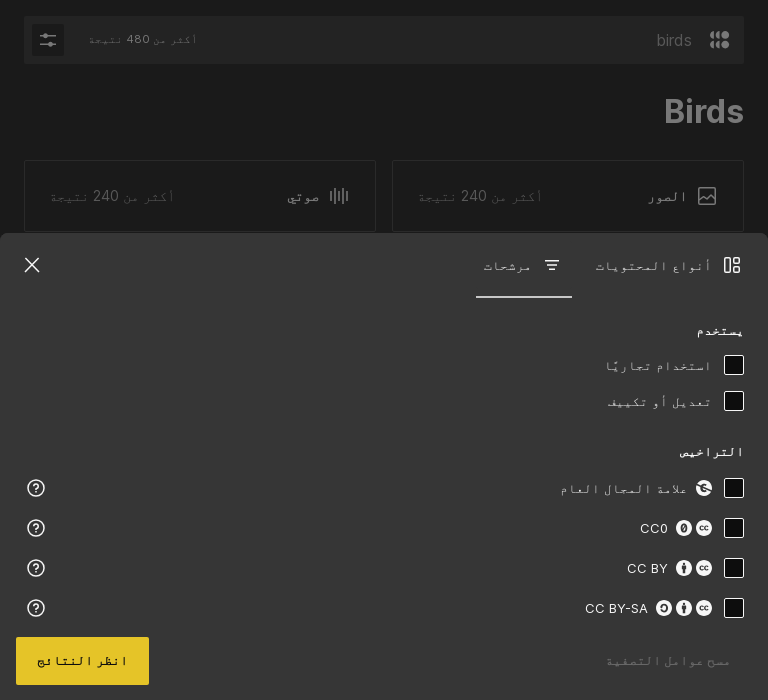 birds
أكثر من 480 نتيجة
Birds
الصور
أكثر من 240 نتيجة
صوتي
أكثر من 240 نتيجة
أنواع المحتويات
مرشحات
يستخدم
استخدام تجاريًا
تعديل أو تكييف
التراخيص
علامة المجال العام
CC0
CC BY
CC BY-SA
مسح عوامل التصفية
انظر النتائج